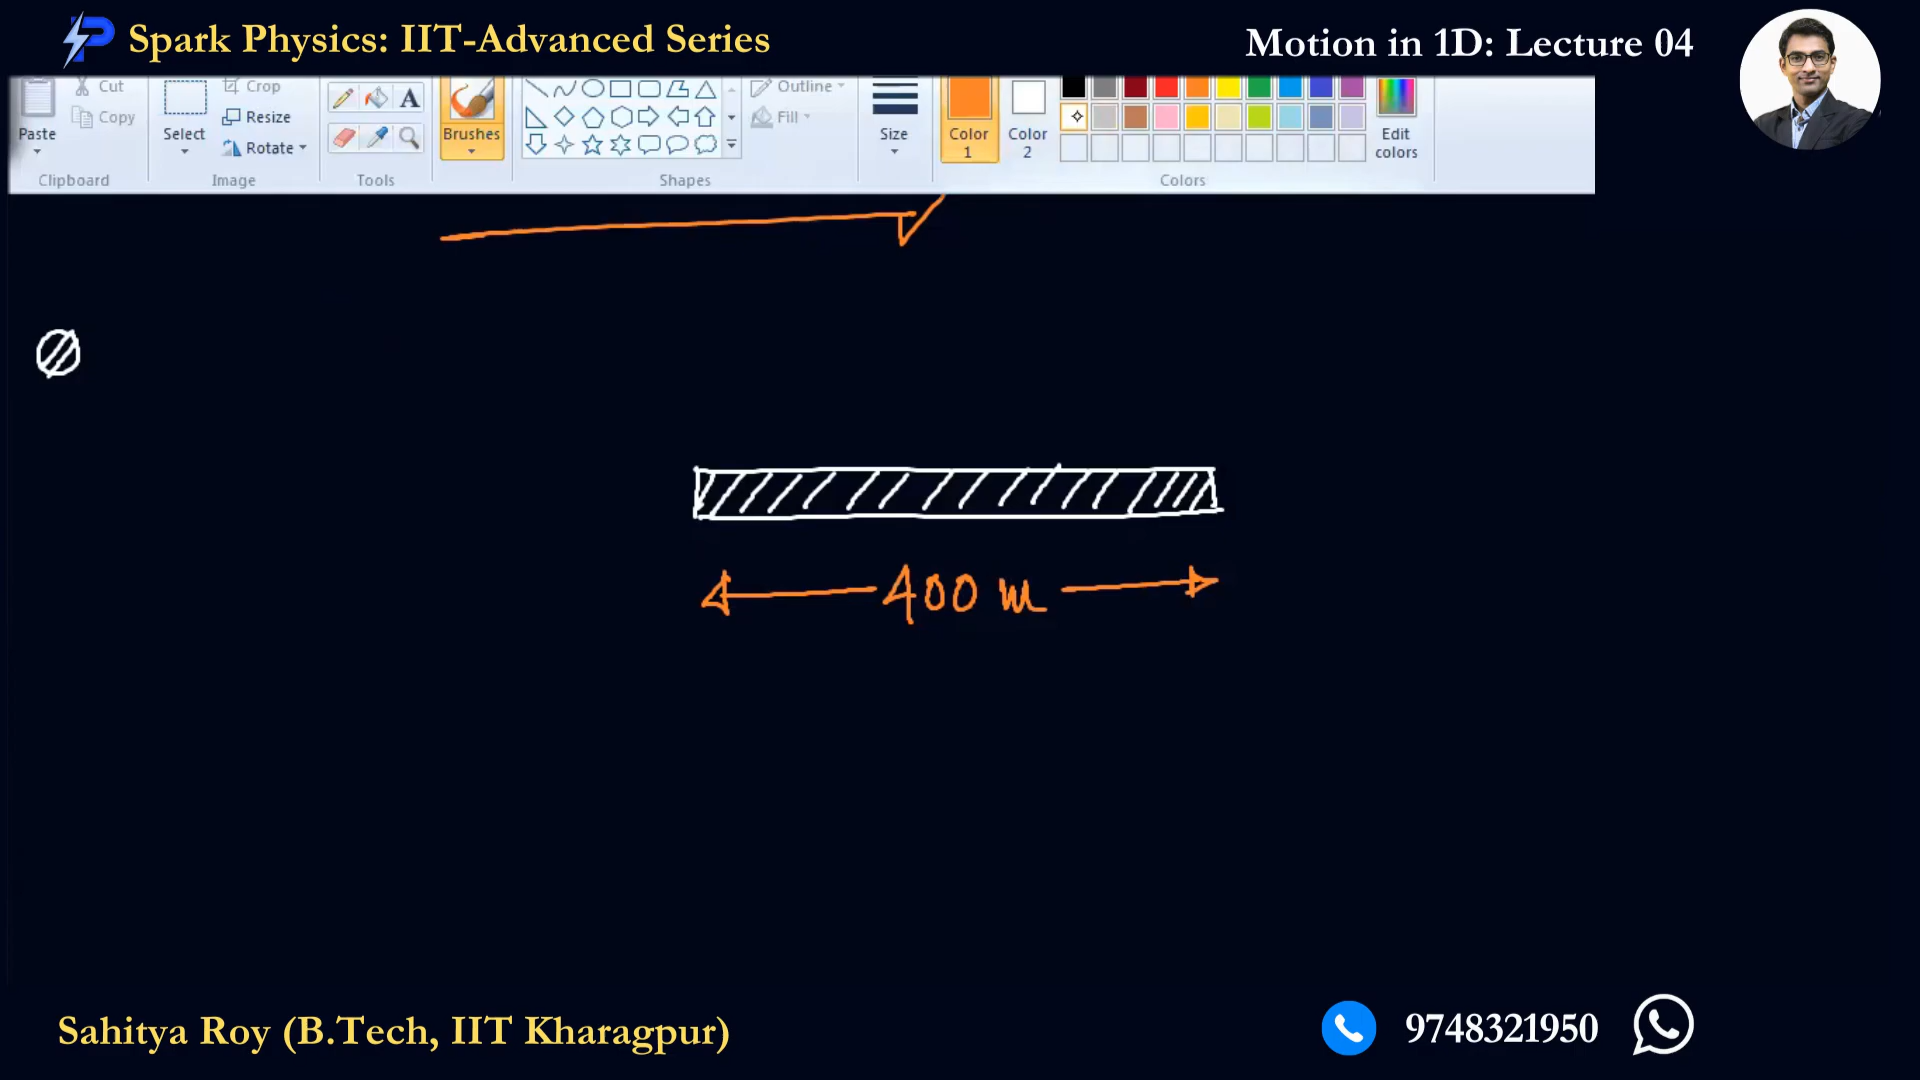 Spark Physics: IIT-Advanced Series
Motion in 1D: Lecture 04
Cut
Crop
Outline
Copy
Resize
Fill
Paste
Select
Rotate
Brushes
Size
Color
1
Color
2
Edit
colors
Clipboard
Image
Tools
Shapes
Colors
400 m
Sahitya Roy (B.Tech, IIT Kharagpur)
9748321950